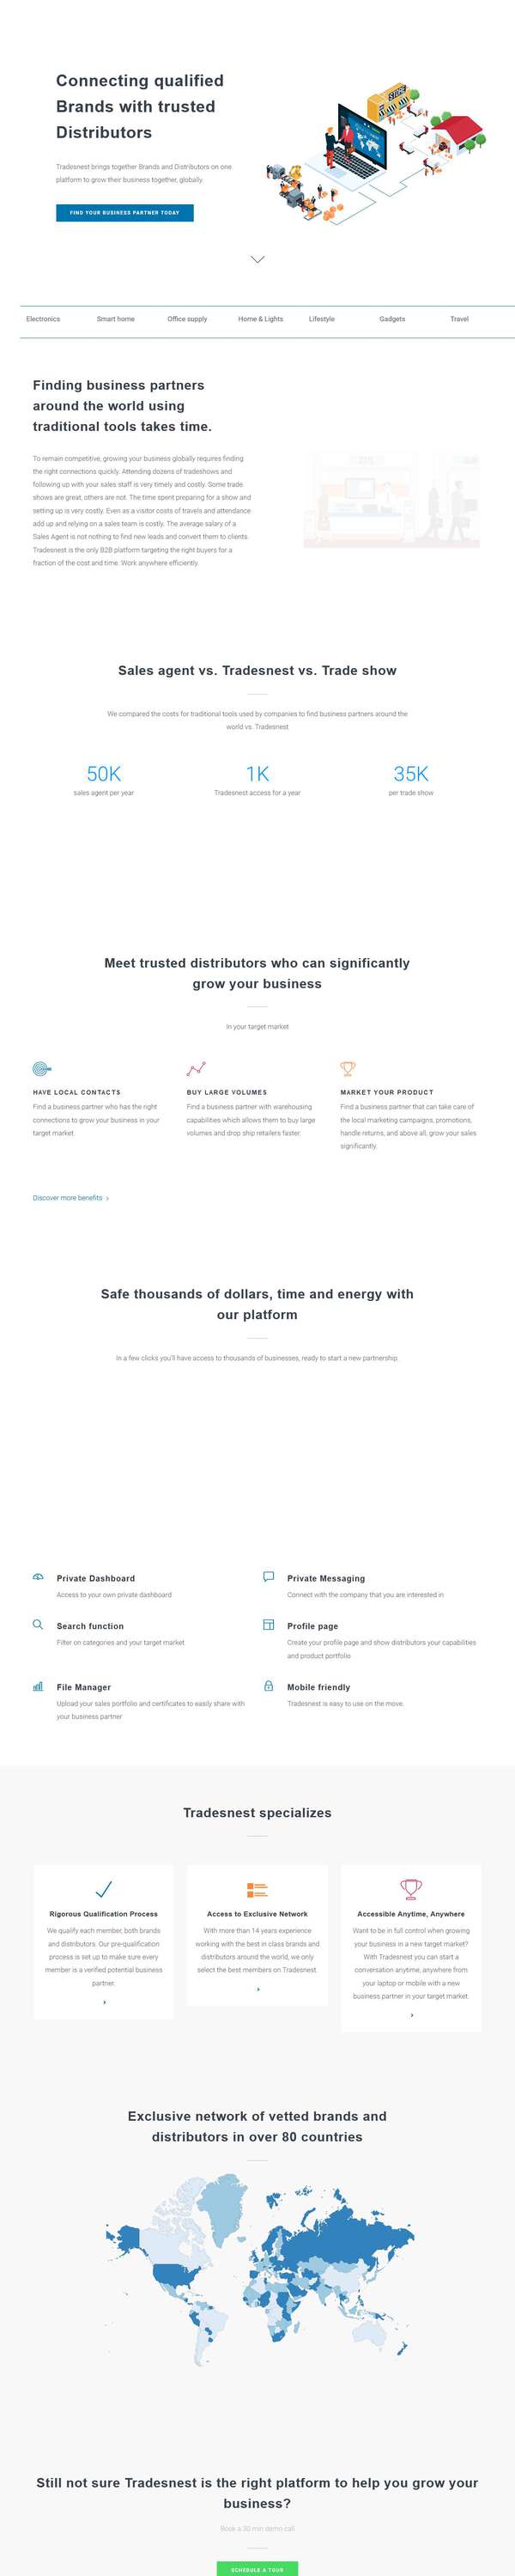 Connecting qualified
Brands with trusted
Distributors
STORE
Tradesnest brings together Brands and Distributors on one
platform to grow their business together, globally.
FIND YOUR BUSINESS PARTNER TODAY
Electronics
Smart home
Office supply
Home & Lights
Lifestyle
Gadgets
Travel
Finding business partners
around the world using
traditional tools takes time.
To remain competitive, growing your business globally requires finding
the right connections quickly. Attending dozens of tradeshows and
following up with your sales staff is very timely and costly. Some trade
shows are great, others are not. The time spent preparing for a show and
setting up is very costly. Even as a visitor costs of travels and attendance
add up and relying on a sales team is costly. The average salary of a
Sales Agent is not nothing to find new leads and convert them to clients.
Tradesnest is the only B2B platform targeting the right buyers for a
fraction of the cost and time. Work anywhere efficiently.
Sales agent vs. Tradesnest vs. Trade show
We compared the costs for traditional tools used by companies to find business partners around the
world vs. Tradesnest
50K
sales agent per year
1K
Tradesnest access for a year
35K
per trade show
Meet trusted distributors who can significantly
grow your business
in your target market
HAVE LOCAL CONTACTS
Find a business partner who has the right
connections to grow your business in your
target market.
BUY LARGE VOLUMES
Find a business partner with warehousing
capabilities which allows them to buy large
volumes and drop ship retailers faster.
MARKET YOUR PRODUCT
Find a business partner that can take care of
the local marketing campaigns, promotions,
handle returns, and above all, grow your sales
significantly.
Discover more benefits
Safe thousands of dollars, time and energy with
our platform
In a few clicks you'll have access to thousands of businesses, ready to start a new partnership.
Private Dashboard
Access to your own private dashboard
Private Messaging
Connect with the company that you are interested in
Search function
Filter on categories and your target market
Profile page
Create your profile page and show distributors your capabilities
and product portfolio
File Manager
Upload your sales portfolio and certificates to easily share with
your business partner
Mobile friendly
Tradesnest is easy to use on the move.
Tradesnest specializes
Rigorous Qualification Process
We qualify each member, both brands
and distributors. Our pre-qualification
process is set up to make sure every
member is a verified potential business
partner.
Access to Exclusive Network
With more than 14 years experience
working with the best in class brands and
distributors around the world, we only
select the best members on Tradesnest.
Accessible Anytime, Anywhere
Want to be in full control when growing
your business in a new target market?
With Tradesnest you can start a
conversation anytime, anywhere from
your laptop or mobile with a new
business partner in your target market.
Exclusive network of vetted brands and
distributors in over 80 countries
Still not sure Tradesnest is the right platform to help you grow your
business?
Book a 30 min demo call
SCHEDULE A TOUR